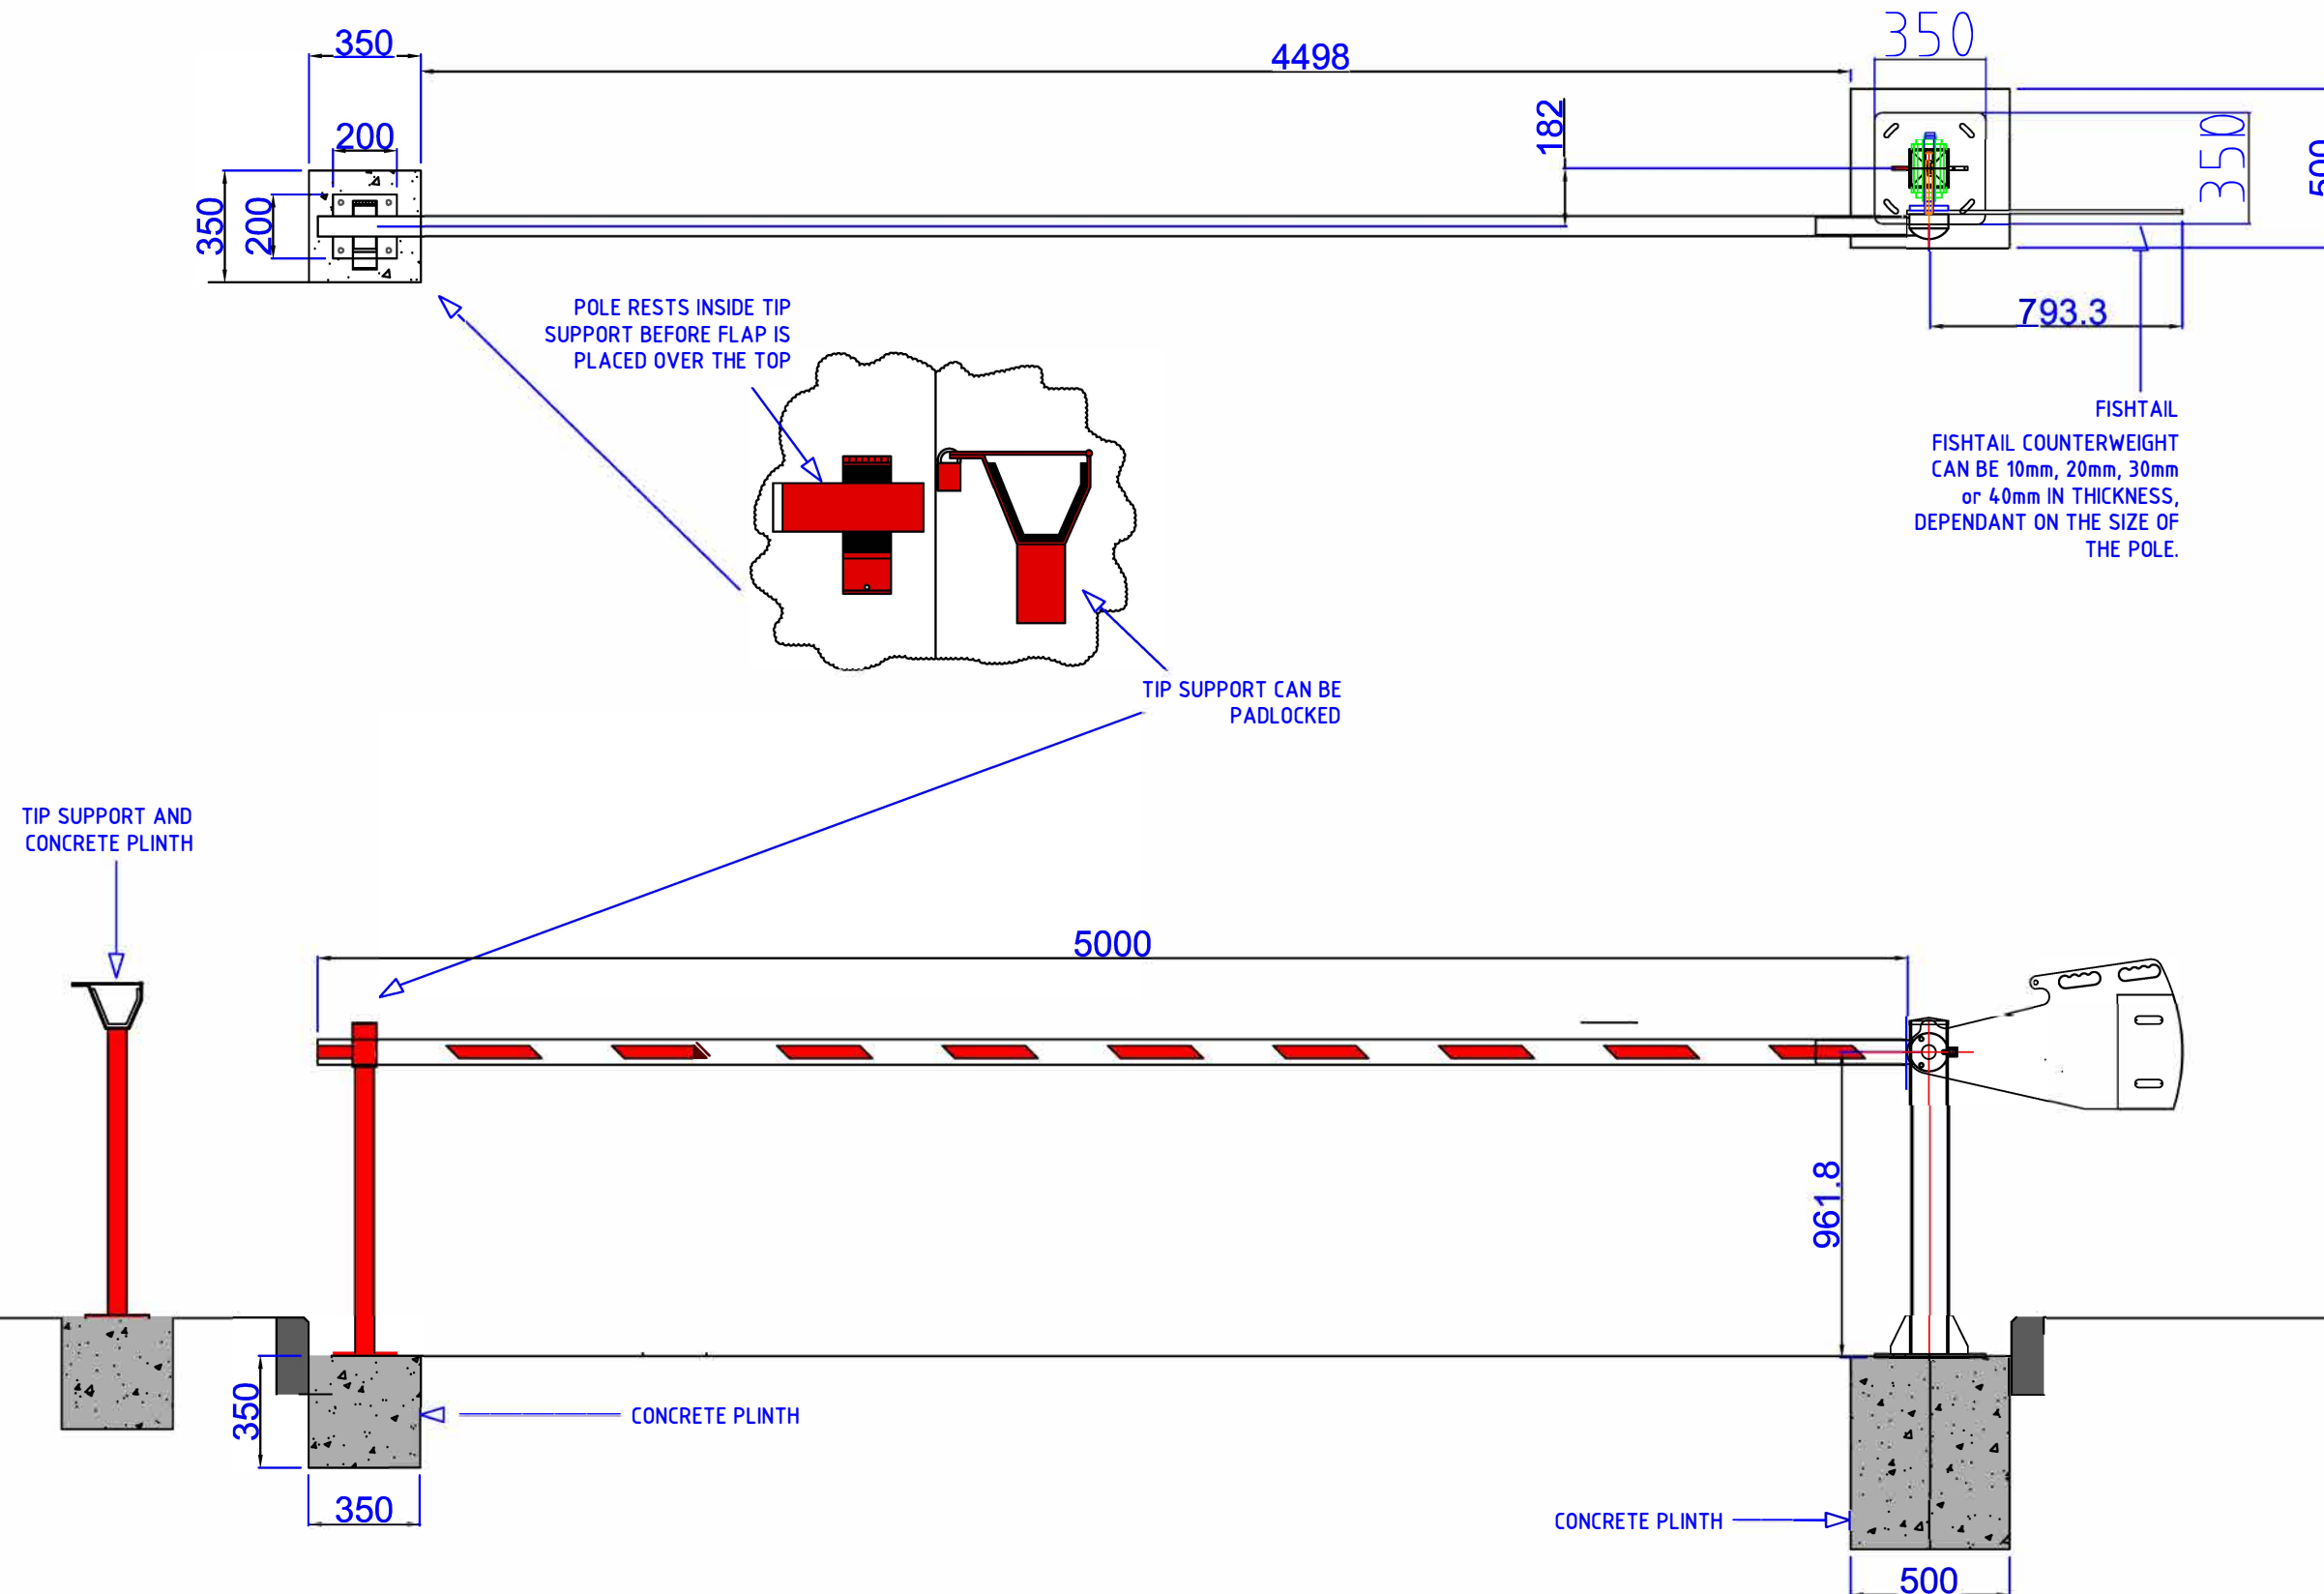 350
4498
350
182
200
350
200
350
500
793.3
POLE RESTS INSIDE TIP
SUPPORT BEFORE FLAP IS
PLACED OVER THE TOP
FISHTAIL
FISHTAIL COUNTERWEIGHT
CAN BE 10mm, 20mm, 30mm
or 40mm IN THICKNESS,
DEPENDANT ON THE SIZE OF
THE POLE.
TIP SUPPORT CAN BE
PADLOCKED
TIP SUPPORT AND
CONCRETE PLINTH
5000
961.8
350
CONCRETE PLINTH
350
CONCRETE PLINTH
500